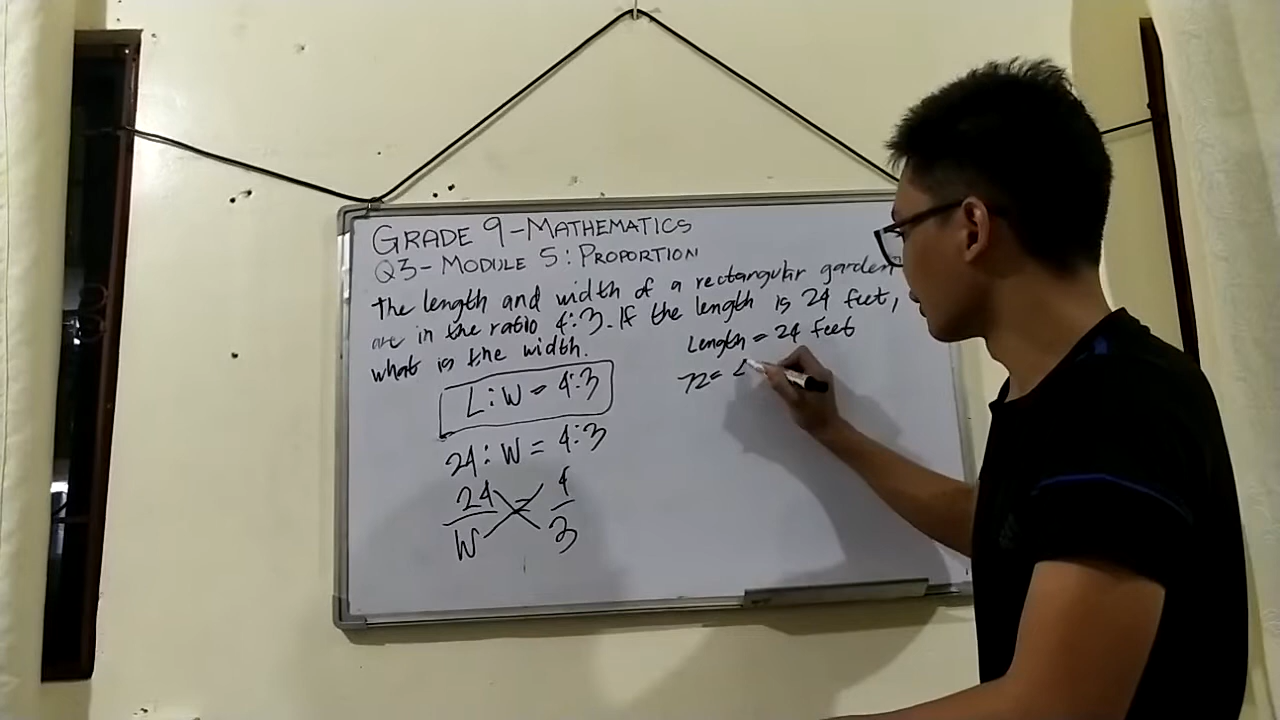 GRADE 9-MATHEMATICS
Q3- MODULE 5: PROPORTION
The length and width of a rectangular garden
are in the ratio 4:3. If the length is 24 feet,
what is the width.
L:W = 4:3
24:W = 4:3
24/W = 4/3
Length = 24 feet
72=